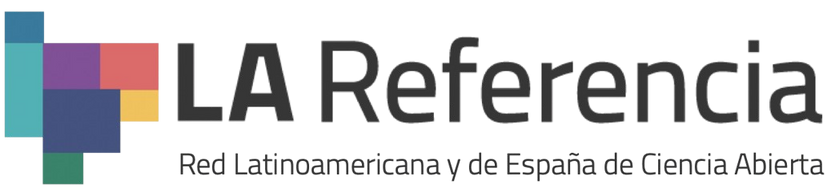 LA Referencia
Red Latinoamericana y de España de Ciencia Abierta